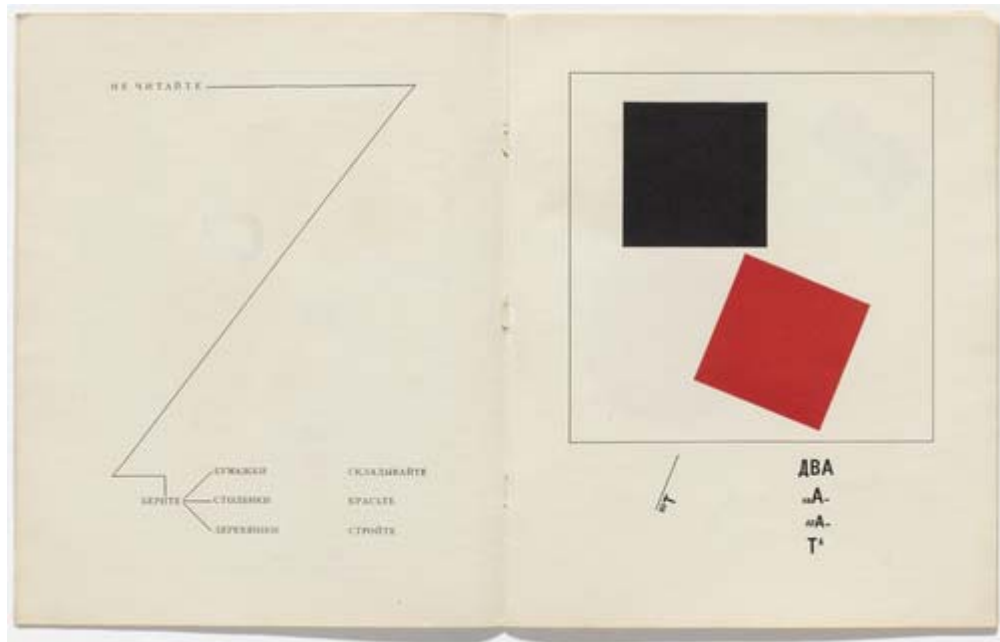 НЕ ЧИТАЙТЕ
БУМАЖКИ СКЛАДЫВАЙТЕ
БЕРИТЕ СТОЛБИКИ КРАСЬТЕ
ДЕРЕВЯШКИ СТРОЙТЕ
ДВА